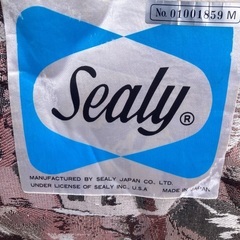 No 01001859 M
Sealy®
MANUFACTURED BY SEALY JAPAN CO., LTD.
UNDER LICENSE OF SEALY INC., U.S.A
MADE IN JAPAN.